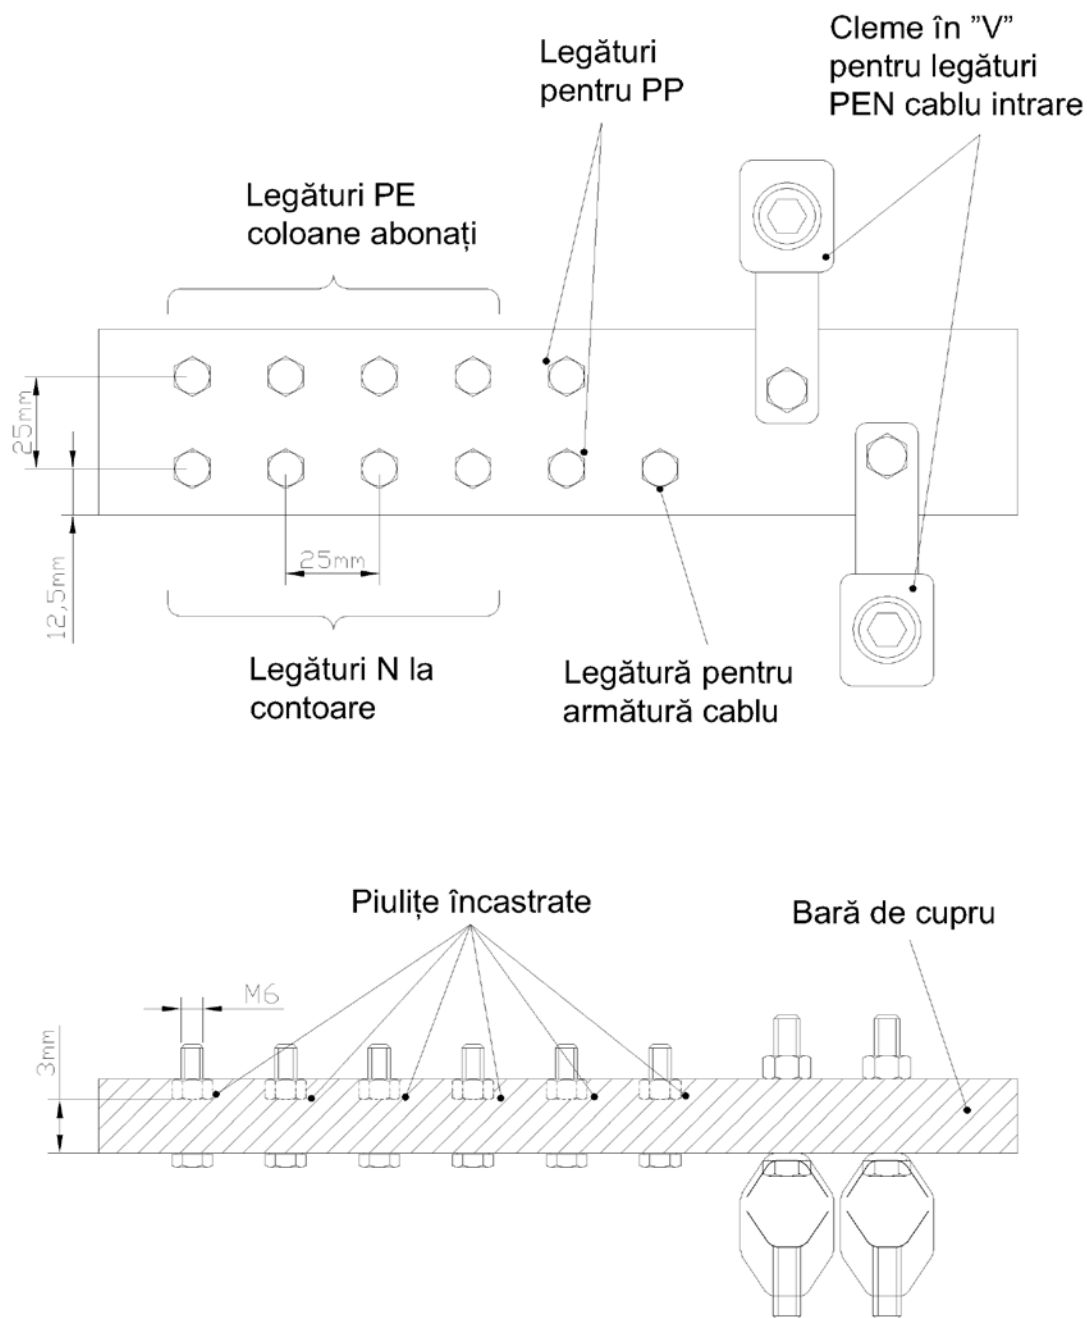 Cleme în ”V”
pentru legături
PEN cablu intrare
Legături
pentru PP
Legături PE
coloane abonați
25mm
12,5mm
25mm
Legături N la
contoare
Legătură pentru
armătură cablu
Piulițe încastrate
Bară de cupru
M6
3mm